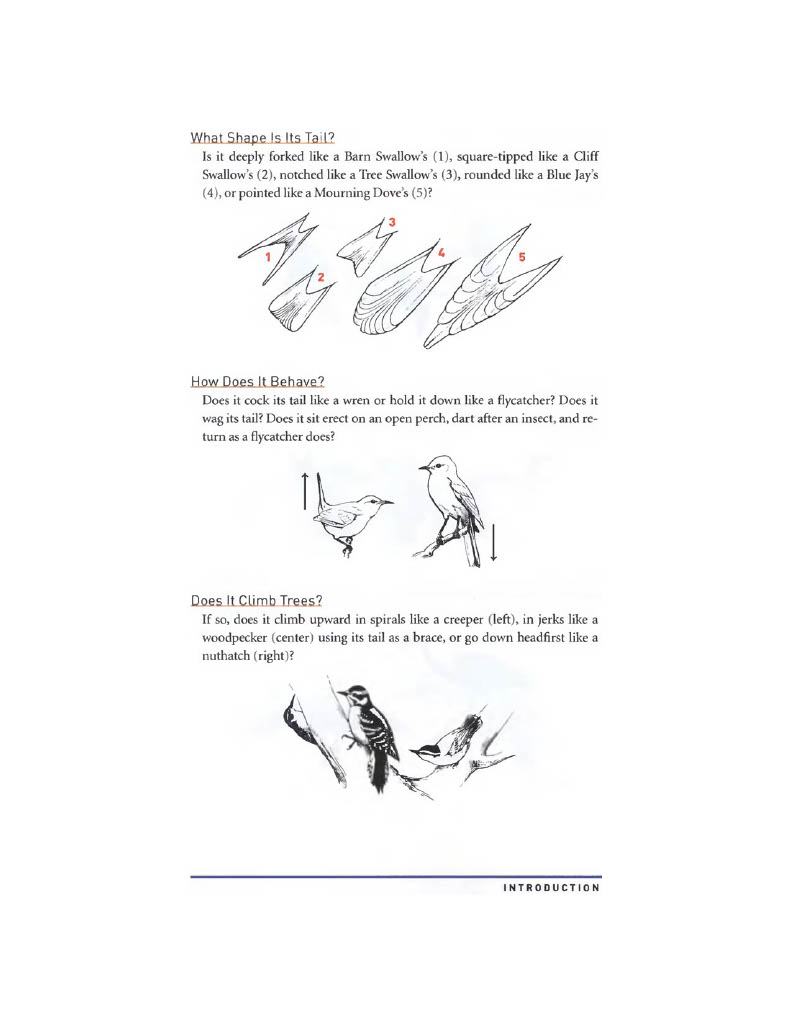 What Shape Is Its Tail?
Is it deeply forked like a Barn Swallow's (1), square-tipped like a Cliff
Swallow's (2), notched like a Tree Swallow's (3), rounded like a Blue Jay's
(4), or pointed like a Mourning Dove's (5)?
1
2
3
4
5
How Does It Behave?
Does it cock its tail like a wren or hold it down like a flycatcher? Does it
wag its tail? Does it sit erect on an open perch, dart after an insect, and re-
turn as a flycatcher does?
Does It Climb Trees?
If so, does it climb upward in spirals like a creeper (left), in jerks like a
woodpecker (center) using its tail as a brace, or go down headfirst like a
nuthatch (right)?
INTRODUCTION